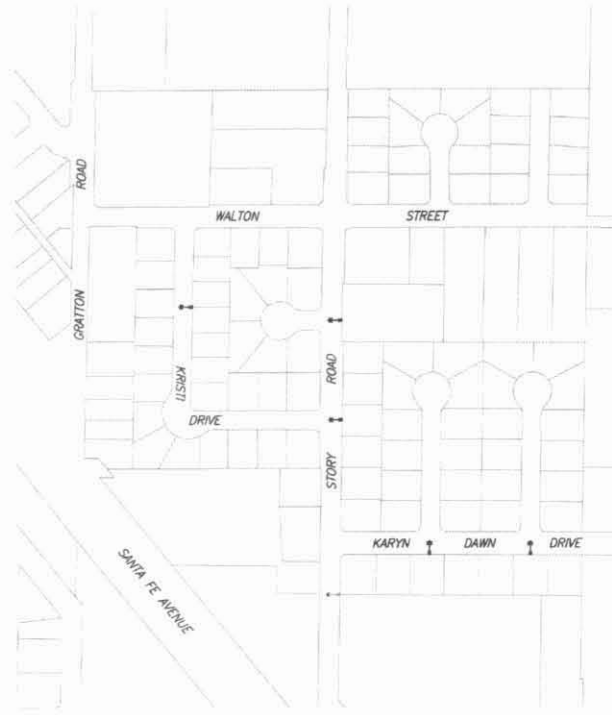 ROAD
WALTON STREET
GRATTON
KRISTI
ROAD
DRIVE
STORY
KARYN DAWN DRIVE
SANTA FE AVENUE